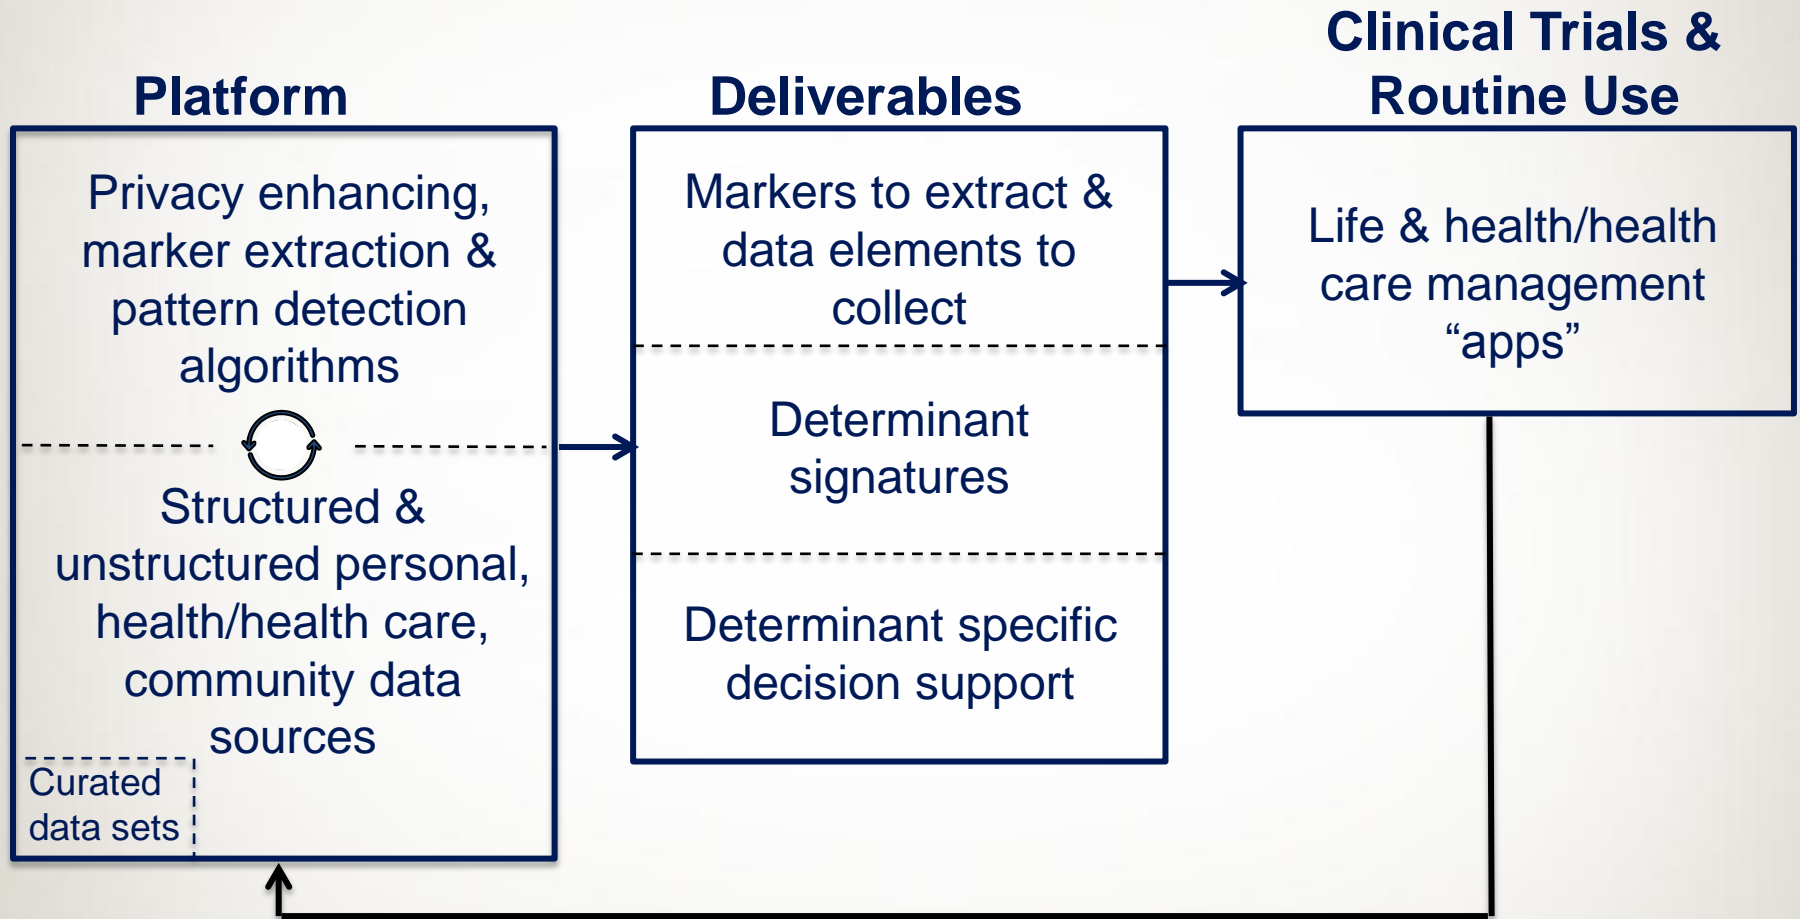 Platform
Privacy enhancing,
marker extraction &
pattern detection
algorithms
Structured &
unstructured personal,
health/health care,
community data
sources
Curated
data sets
Deliverables
Markers to extract &
data elements to
collect
Determinant
signatures
Determinant specific
decision support
Clinical Trials &
Routine Use
Life & health/health
care management
“apps”